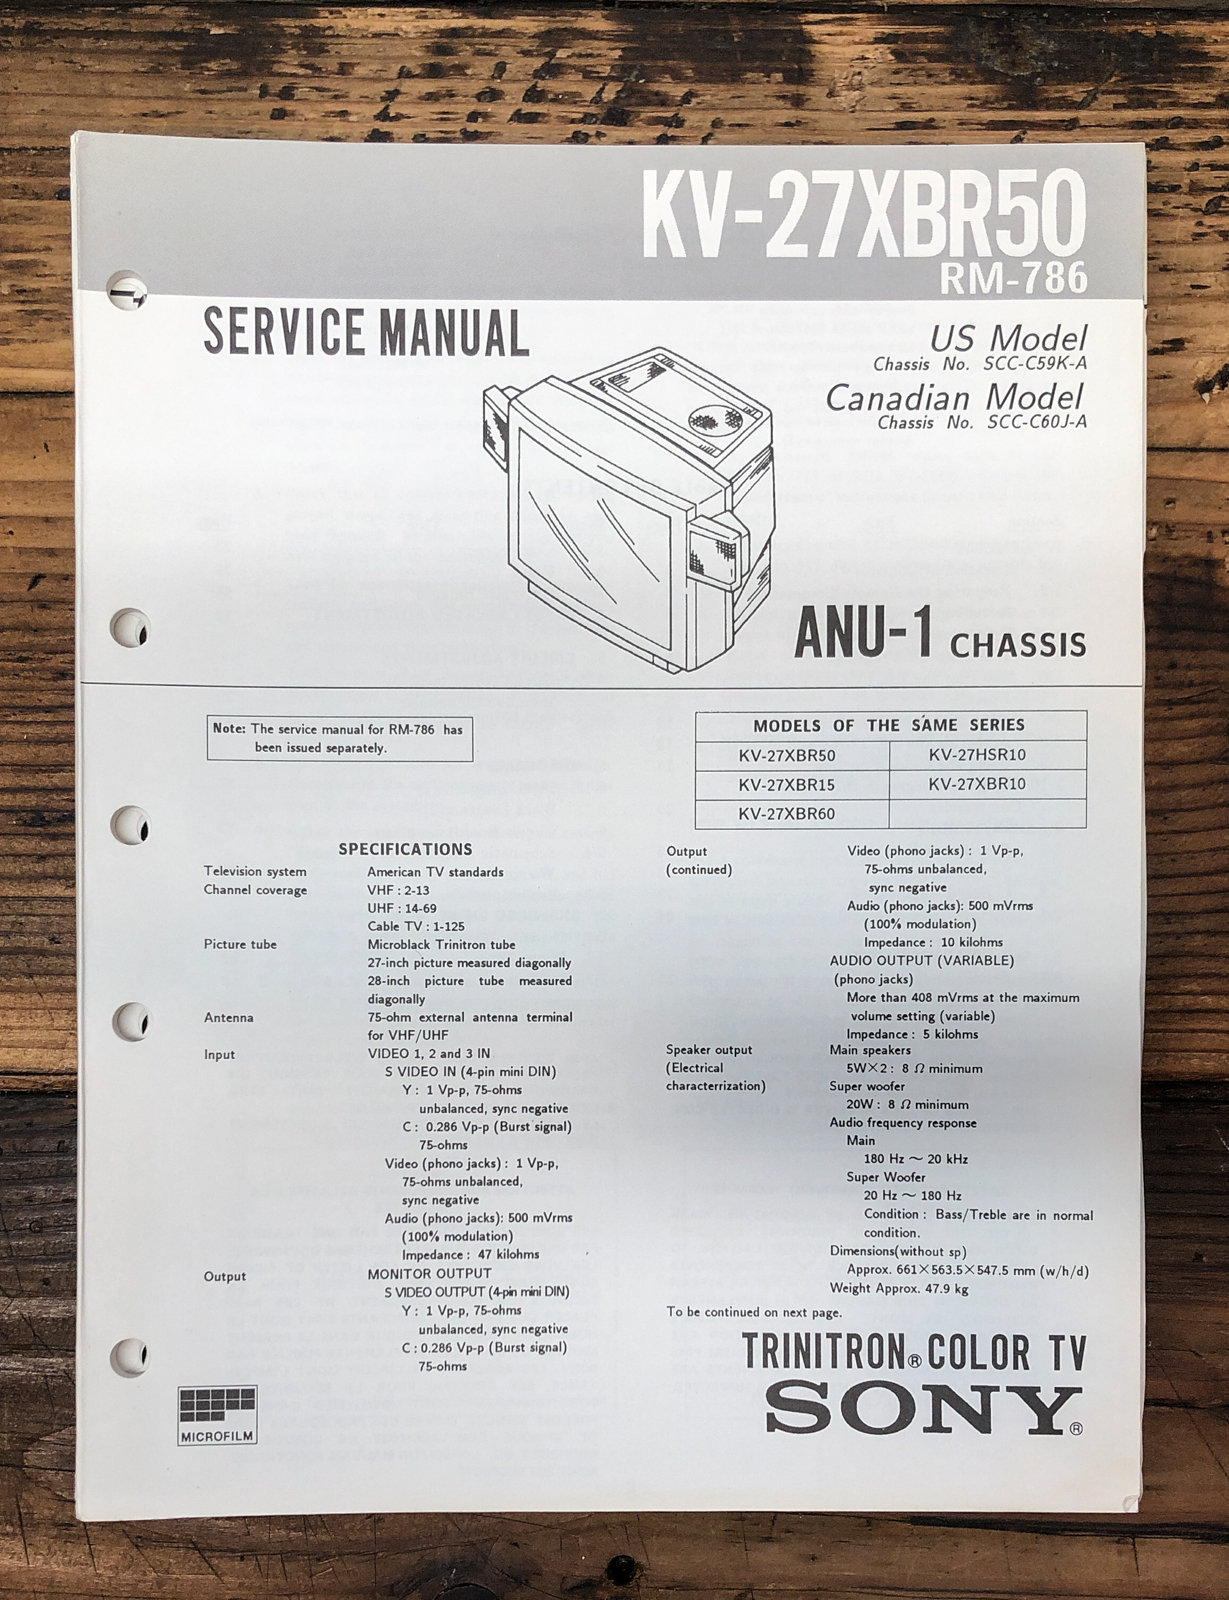 KV-27XBR50
RM-786
SERVICE MANUAL
US Model
Chassis No. SCC-C59K-A
Canadian Model
Chassis No. SCC-C60J-A
ANU-1 CHASSIS
Note: The service manual for RM-786 has
been issued separately.
MODELS OF THE SAME SERIES
KV-27XBR50 KV-27HSR10
KV-27XBR15 KV-27XBR10
KV-27XBR60
SPECIFICATIONS
Television system American TV standards
Channel coverage VHF : 2-13
UHF : 14-69
Cable TV : 1-125
Picture tube Microblack Trinitron tube
27-inch picture measured diagonally
28-inch picture tube measured
diagonally
Antenna 75-ohm external antenna terminal
for VHF/UHF
Input VIDEO 1, 2 and 3 IN
S VIDEO IN (4-pin mini DIN)
Y : 1 Vp-p, 75-ohms
unbalanced, sync negative
C : 0.286 Vp-p (Burst signal)
75-ohms
Video (phono jacks) : 1 Vp-p,
75-ohms unbalanced,
sync negative
Audio (phono jacks): 500 mVrms
(100% modulation)
Impedance : 47 kilohms
Output MONITOR OUTPUT
S VIDEO OUTPUT (4-pin mini DIN)
Y : 1 Vp-p, 75-ohms
unbalanced, sync negative
C : 0.286 Vp-p (Burst signal)
75-ohms
Output Video (phono jacks) : 1 Vp-p,
(continued) 75-ohms unbalanced,
sync negative
Audio (phono jacks): 500 mVrms
(100% modulation)
Impedance : 10 kilohms
AUDIO OUTPUT (VARIABLE)
(phono jacks)
More than 408 mVrms at the maximum
volume setting (variable)
Impedance : 5 kilohms
Speaker output Main speakers
(Electrical 5W×2 : 8 Ω minimum
characterrization) Super woofer
20W : 8 Ω minimum
Audio frequency response
Main
180 Hz ~ 20 kHz
Super Woofer
20 Hz ~ 180 Hz
Condition : Bass/Treble are in normal
condition.
Dimensions(without sp)
Approx. 661×563.5×547.5 mm (w/h/d)
Weight Approx. 47.9 kg
To be continued on next page.
TRINITRON® COLOR TV
SONY®
MICROFILM